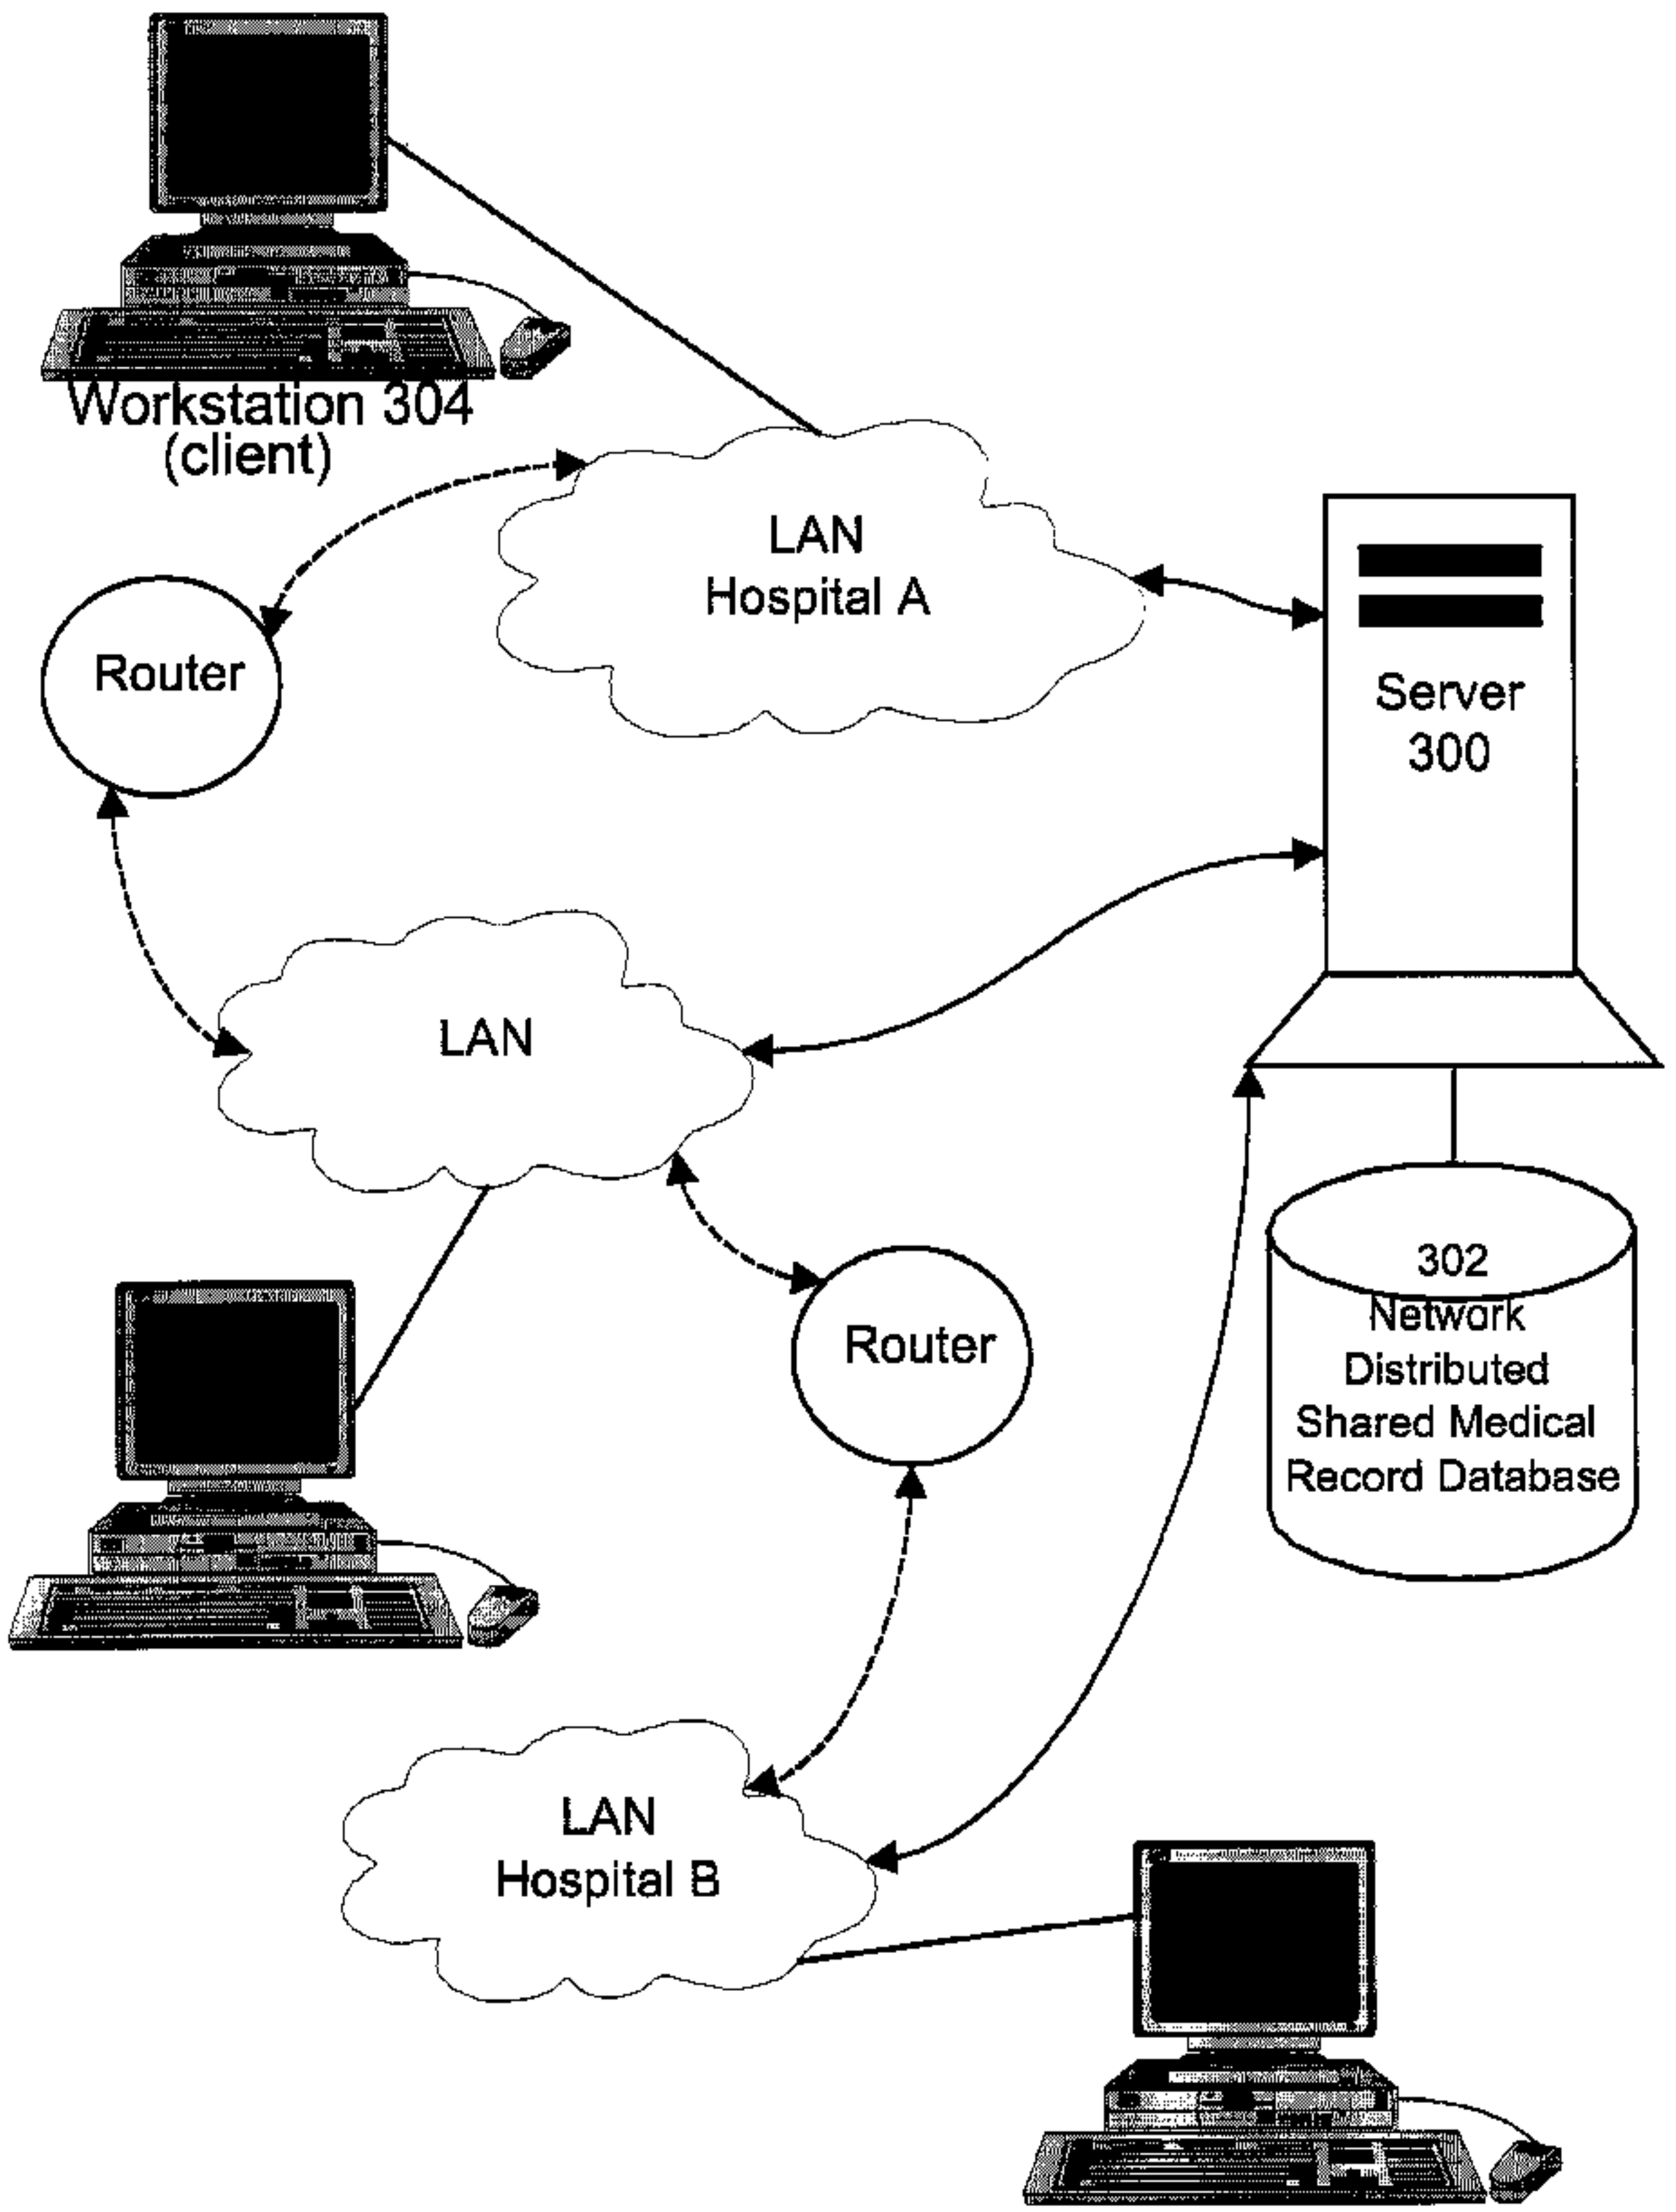 Workstation 304
(client)
LAN
Hospital A
Router
Server
300
LAN
302
Network
Distributed
Shared Medical
Record Database
Router
LAN
Hospital B